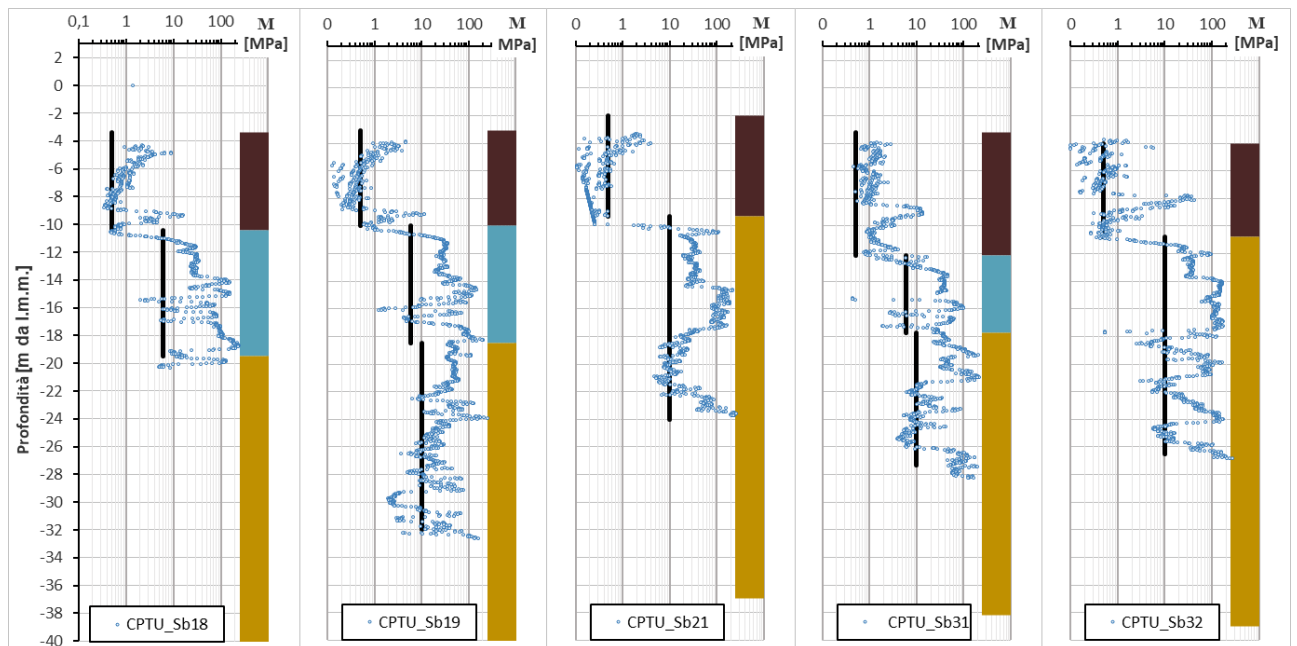 0,1 1 10 100 M
[MPa]
0 1 10 100 M
[MPa]
0 1 10 100 M
[MPa]
0 1 10 100 M
[MPa]
0 1 10 100 M
[MPa]
2
0
-2
-4
-6
-8
-10
-12
-14
-16
-18
-20
-22
-24
-26
-28
-30
-32
-34
-36
-38
-40
Profondità [m da l.m.m.]
CPTU_Sb18
CPTU_Sb19
CPTU_Sb21
CPTU_Sb31
CPTU_Sb32